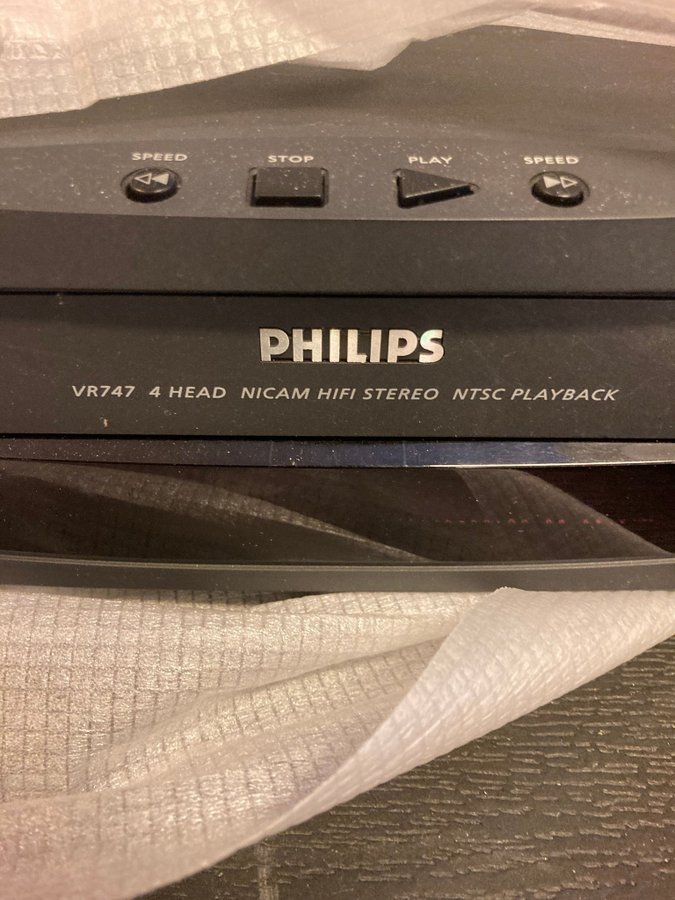 SPEED STOP PLAY SPEED
PHILIPS
VR747 4 HEAD NICAM HIFI STEREO NTSC PLAYBACK